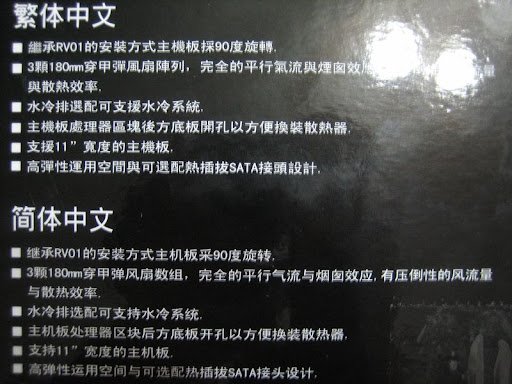 繁体中文
■ 繼承RV01的安裝方式主機板採90度旋轉.
■ 3顆180mm穿甲彈風扇陣列，完全的平行氣流與煙囪效 量
與散熱效率.
■ 水冷排選配可支援水冷系統.
■ 主機板處理器區塊後方底板開孔以方便換裝散熱器.
■ 支援11”寬度的主機板.
■ 高彈性運用空間與可選配熱插拔SATA接頭設計.
简体中文
■ 继承RV01的安装方式主机板采90度旋转.
■ 3颗180mm穿甲弹风扇数组，完全的平行气流与烟囱效应,有压倒性的风流量
与散热效率.
■ 水冷排选配可支持水冷系统.
■ 主机板处理器区块后方底板开孔以方便换装散热器.
■ 支持11”宽度的主机板.
■ 高弹性运用空间与可选配热插拔SATA接头设计.